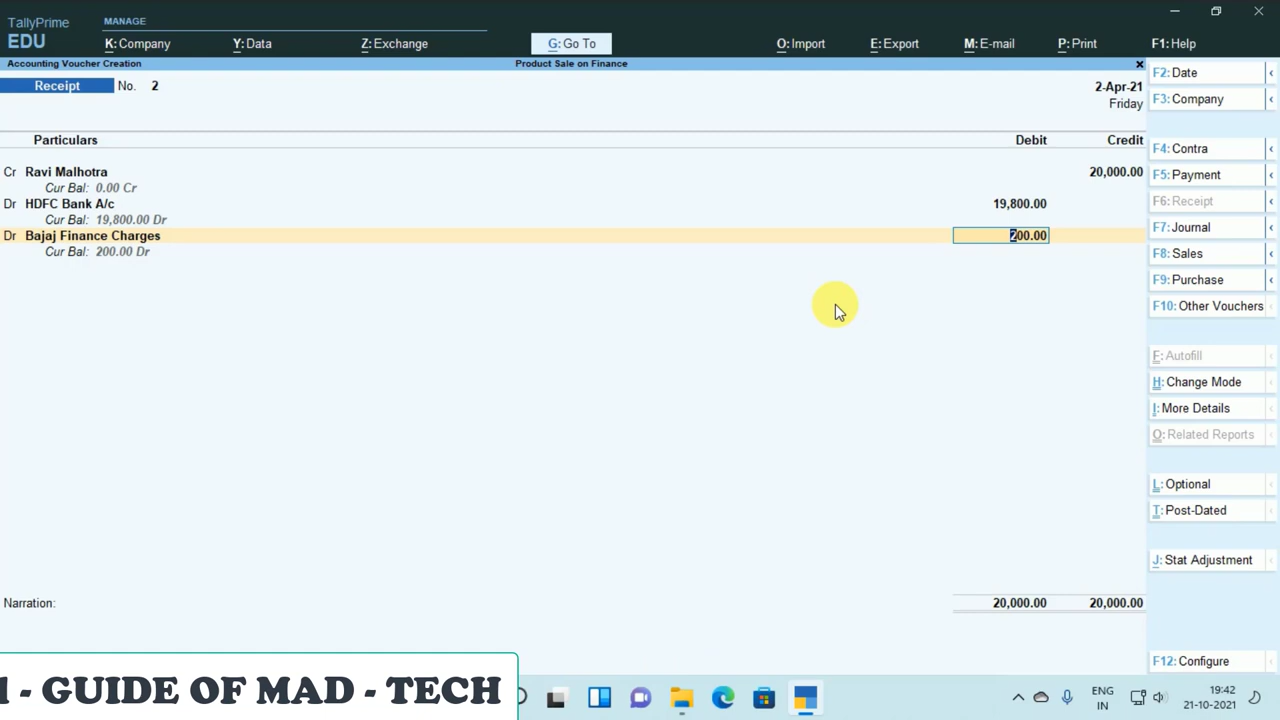 TallyPrime
EDU
MANAGE
K: Company
Y: Data
Z: Exchange
G: Go To
O: Import
E: Export
M: E-mail
P: Print
F1: Help
Accounting Voucher Creation
Product Sale on Finance
Receipt No. 2
2-Apr-21
Friday
Particulars Debit Credit
Cr Ravi Malhotra 20,000.00
Cur Bal: 0.00 Cr
Dr HDFC Bank A/c 19,800.00
Cur Bal: 19,800.00 Dr
Dr Bajaj Finance Charges 200.00
Cur Bal: 200.00 Dr
Narration: 20,000.00 20,000.00
F2: Date
F3: Company
F4: Contra
F5: Payment
F6: Receipt
F7: Journal
F8: Sales
F9: Purchase
F10: Other Vouchers
F: Autofill
H: Change Mode
I: More Details
O: Related Reports
L: Optional
T: Post-Dated
J: Stat Adjustment
F12: Configure
- GUIDE OF MAD - TECH
ENG
IN
19:42
21-10-2021